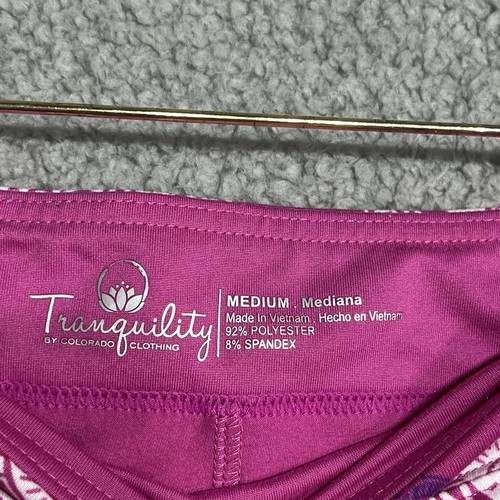 Tranquility
BY COLORADO CLOTHING
MEDIUM . Mediana
Made In Vietnam . Hecho en Vietnam
92% POLYESTER
8% SPANDEX